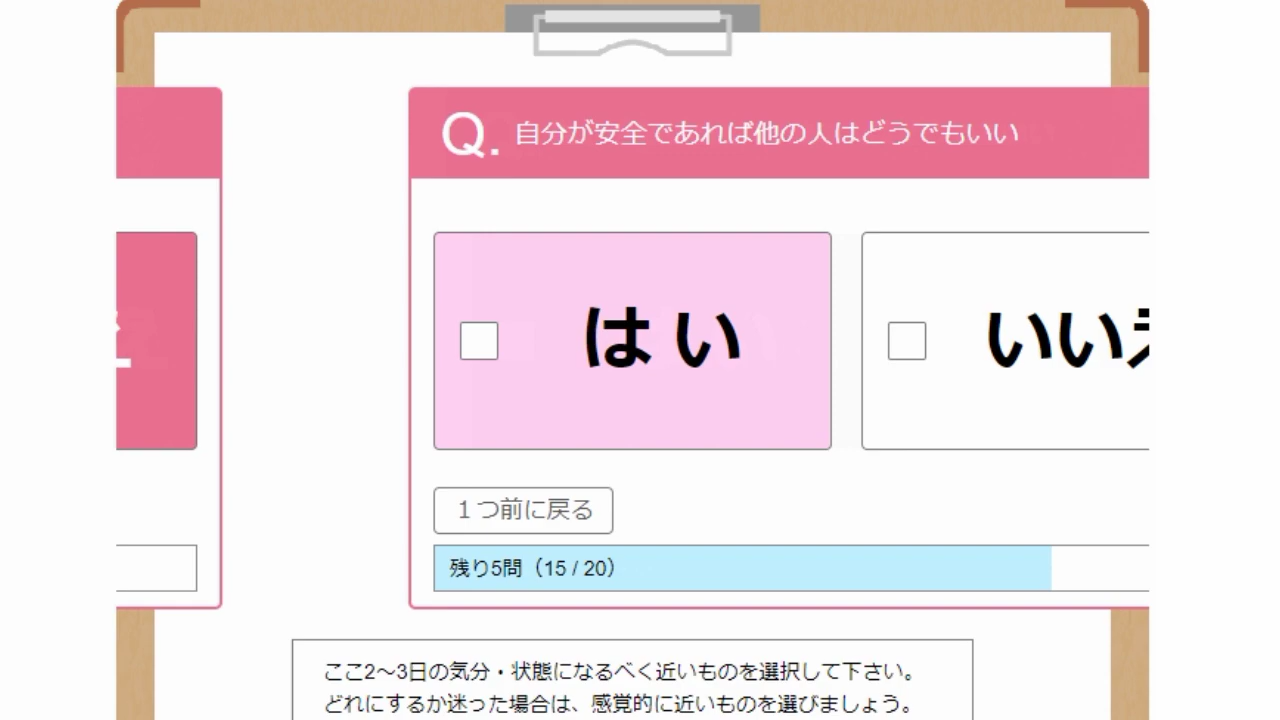 Q. 自分が安全であれば他の人はどうでもいい
はい
いい
1つ前に戻る
残り5問（15 / 20）
ここ2〜3日の気分・状態になるべく近いものを選択して下さい。
どれにするか迷った場合は、感覚的に近いものを選びましょう。